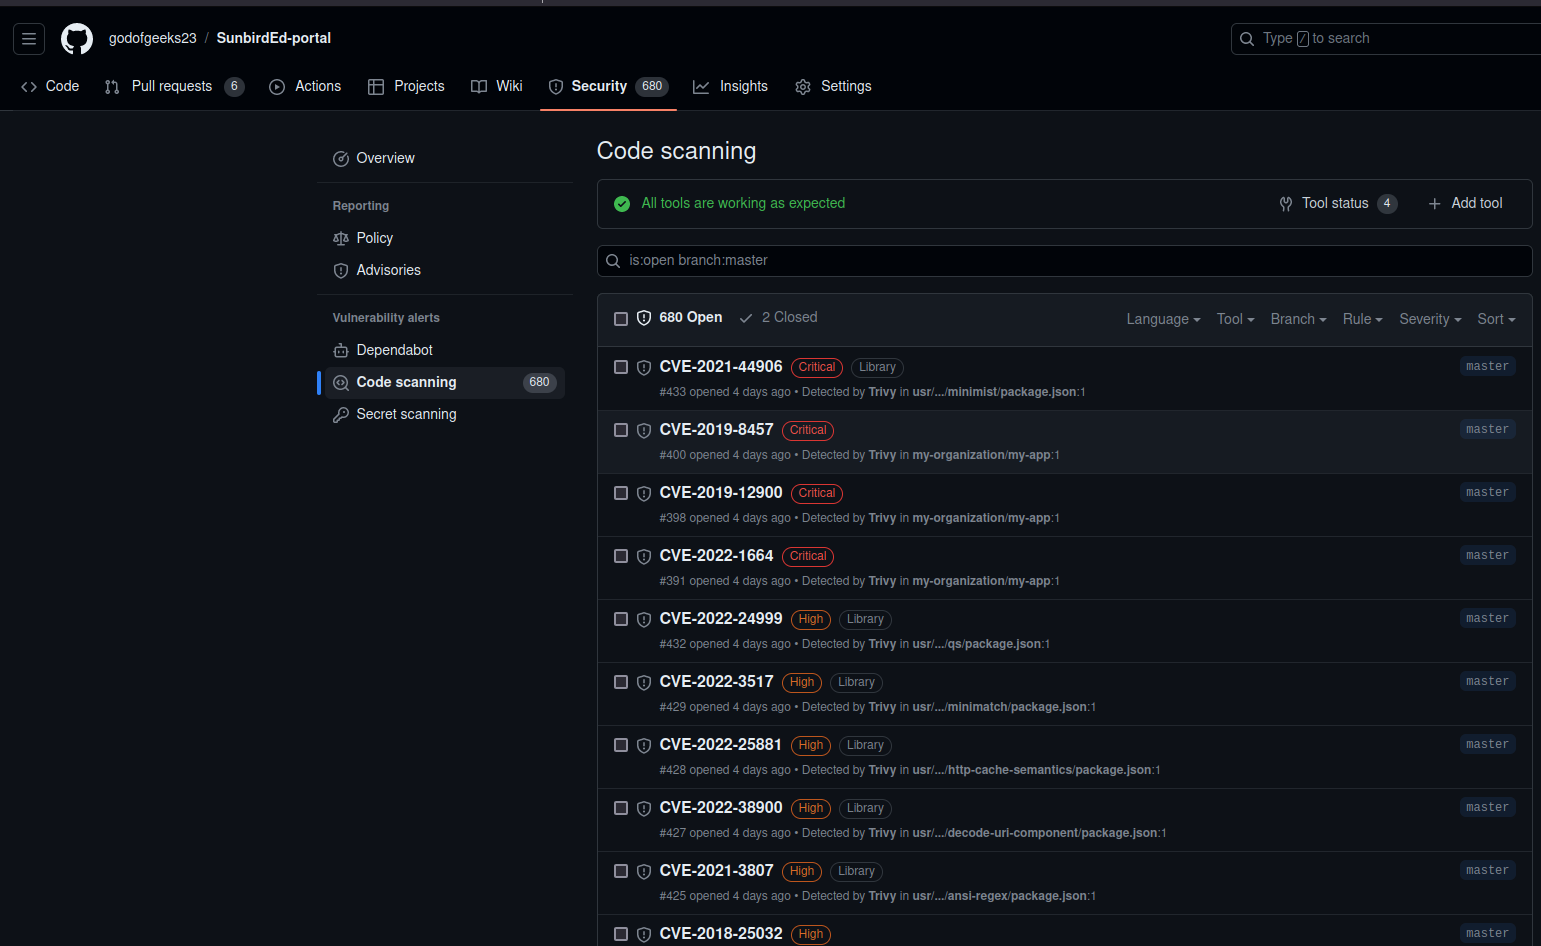 godofgeeks23 / SunbirdEd-portal
Type / to search
Code Pull requests 6 Actions Projects Wiki Security 680 Insights Settings
Overview
Reporting
Policy
Advisories
Vulnerability alerts
Dependabot
Code scanning 680
Secret scanning
Code scanning
All tools are working as expected Tool status 4 Add tool
is:open branch:master
680 Open 2 Closed Language Tool Branch Rule Severity Sort
CVE-2021-44906 Critical Library master
#433 opened 4 days ago • Detected by Trivy in usr/.../minimist/package.json:1
CVE-2019-8457 Critical master
#400 opened 4 days ago • Detected by Trivy in my-organization/my-app:1
CVE-2019-12900 Critical master
#398 opened 4 days ago • Detected by Trivy in my-organization/my-app:1
CVE-2022-1664 Critical master
#391 opened 4 days ago • Detected by Trivy in my-organization/my-app:1
CVE-2022-24999 High Library master
#432 opened 4 days ago • Detected by Trivy in usr/.../qs/package.json:1
CVE-2022-3517 High Library master
#429 opened 4 days ago • Detected by Trivy in usr/.../minimatch/package.json:1
CVE-2022-25881 High Library master
#428 opened 4 days ago • Detected by Trivy in usr/.../http-cache-semantics/package.json:1
CVE-2022-38900 High Library master
#427 opened 4 days ago • Detected by Trivy in usr/.../decode-uri-component/package.json:1
CVE-2021-3807 High Library master
#425 opened 4 days ago • Detected by Trivy in usr/.../ansi-regex/package.json:1
CVE-2018-25032 High master